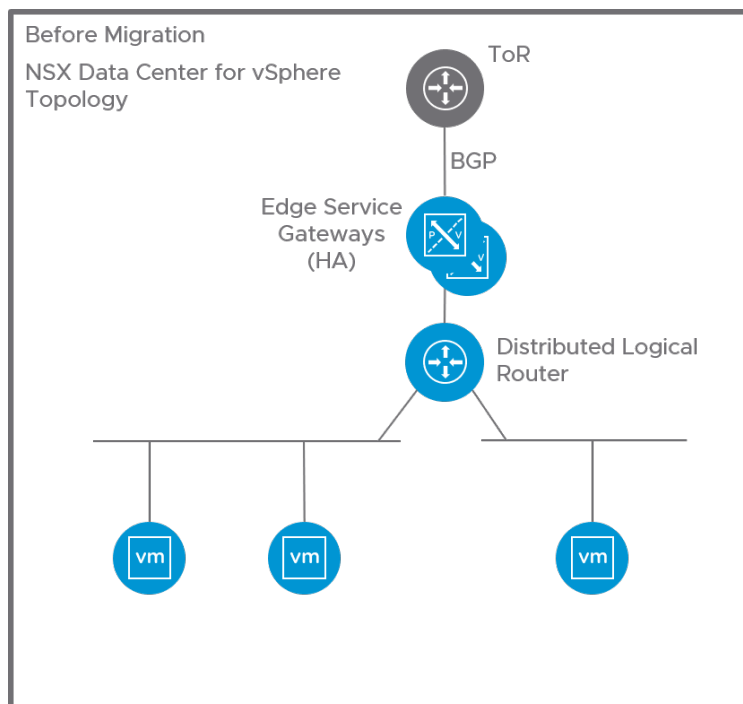 Before Migration
NSX Data Center for vSphere
Topology
ToR
BGP
Edge Service
Gateways
(HA)
P
V
V
Distributed Logical
Router
vm
vm
vm